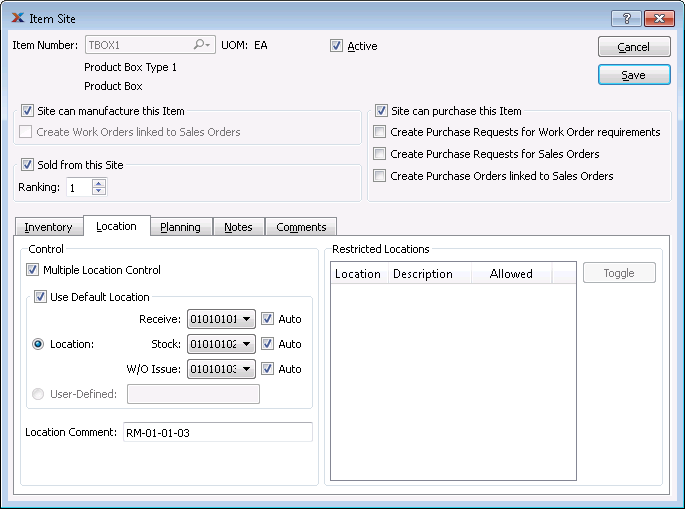 Item Site
Item Number: TBOX1 UOM: EA Active Cancel
Product Box Type 1
Product Box Save
Site can manufacture this Item
Create Work Orders linked to Sales Orders
Site can purchase this Item
Create Purchase Requests for Work Order requirements
Create Purchase Requests for Sales Orders
Create Purchase Orders linked to Sales Orders
Sold from this Site
Ranking: 1
Inventory Location Planning Notes Comments
Control
Multiple Location Control
Use Default Location
Receive: 01010101 Auto
Location: Stock: 01010102 Auto
W/O Issue: 01010103 Auto
User-Defined:
Location Comment: RM-01-01-03
Restricted Locations
Location Description Allowed
Toggle